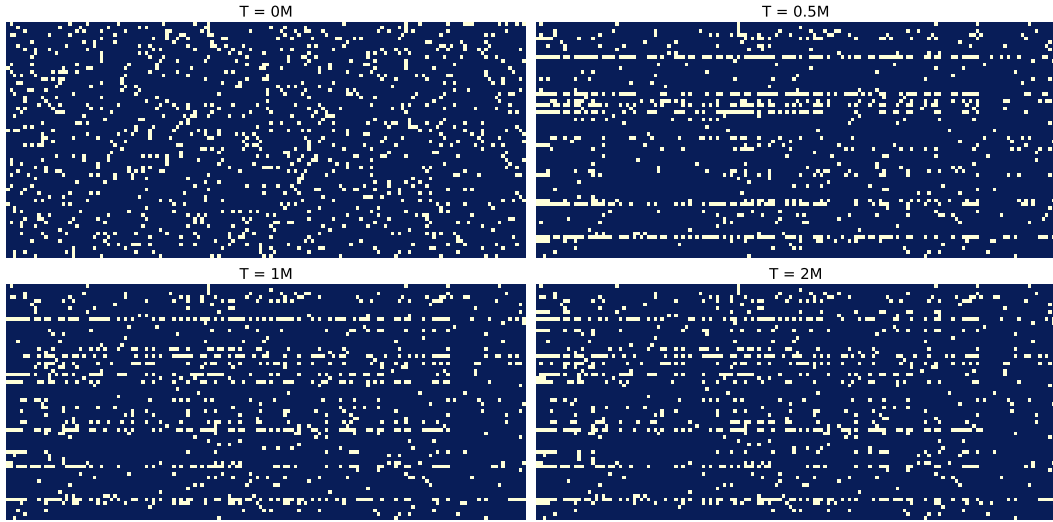 T = 0M
T = 0.5M
T = 1M
T = 2M